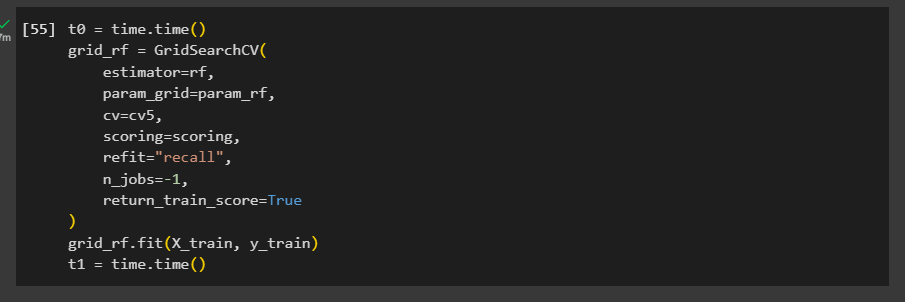 [55] t0 = time.time()
grid_rf = GridSearchCV(
    estimator=rf,
    param_grid=param_rf,
    cv=cv5,
    scoring=scoring,
    refit="recall",
    n_jobs=-1,
    return_train_score=True
)
grid_rf.fit(X_train, y_train)
t1 = time.time()